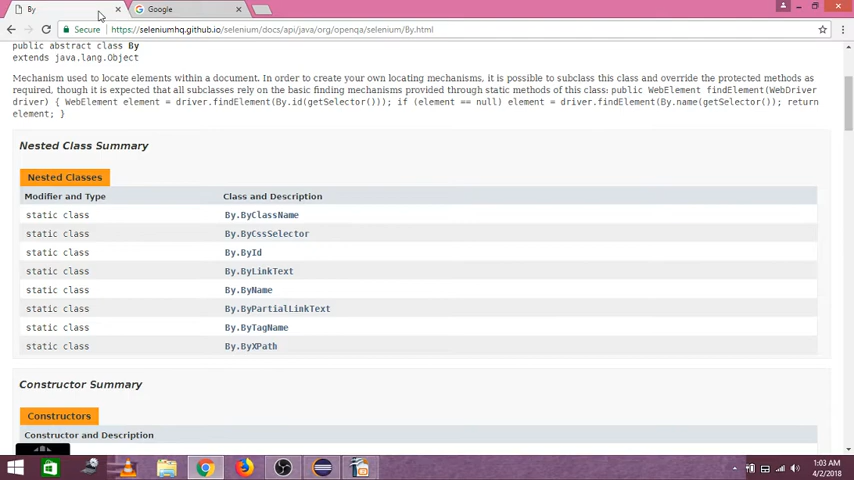 By
Google
Secure
https://seleniumhq.github.io/selenium/docs/api/java/org/openqa/selenium/By.html
public abstract class By
extends java.lang.Object
Mechanism used to locate elements within a document. In order to create your own locating mechanisms, it is possible to subclass this class and override the protected methods as
required, though it is expected that all subclasses rely on the basic finding mechanisms provided through static methods of this class: public WebElement findElement(WebDriver
driver) { WebElement element = driver.findElement(By.id(getSelector())); if (element == null) element = driver.findElement(By.name(getSelector()); return
element; }
Nested Class Summary
Nested Classes
Modifier and Type Class and Description
static class By.ByClassName
static class By.ByCssSelector
static class By.ById
static class By.ByLinkText
static class By.ByName
static class By.ByPartialLinkText
static class By.ByTagName
static class By.ByXPath
Constructor Summary
Constructors
Constructor and Description
1:03 AM
4/2/2018